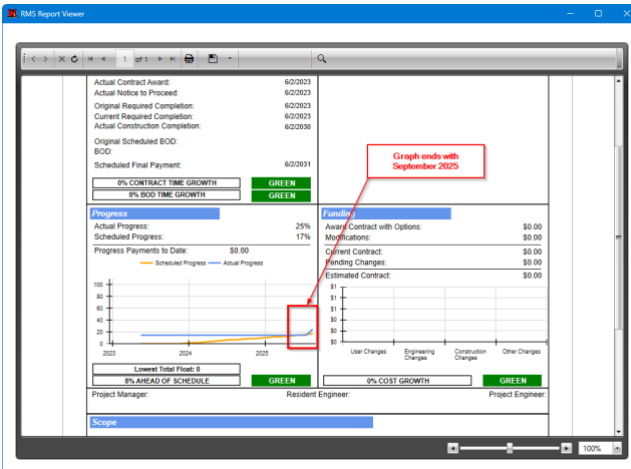 RMS Report Viewer
1 of 1
Actual Contract Award: 6/2/2023
Actual Notice to Proceed: 6/2/2023
Original Required Completion: 6/2/2023
Current Required Completion: 6/2/2023
Actual Construction Completion: 6/2/2030
Original Scheduled BOD:
BOD:
Scheduled Final Payment: 6/2/2031
0% CONTRACT TIME GROWTH GREEN
0% BOD TIME GROWTH GREEN
Graph ends with
September 2025
Progress
Actual Progress: 25%
Scheduled Progress: 17%
Progress Payments to Date: $0.00
Scheduled Progress Actual Progress
100
80
60
40
20
0
2023 2024 2025
Lowest Total Float: 0
8% AHEAD OF SCHEDULE GREEN
Funding
Award Contract with Options: $0.00
Modifications: $0.00
Current Contract: $0.00
Pending Changes: $0.00
Estimated Contract: $0.00
$1
$1
$1
$0
$0
$0
User Changes Engineering Changes Construction Changes Other Changes
0% COST GROWTH GREEN
Project Manager: Resident Engineer: Project Engineer:
Scope
100%